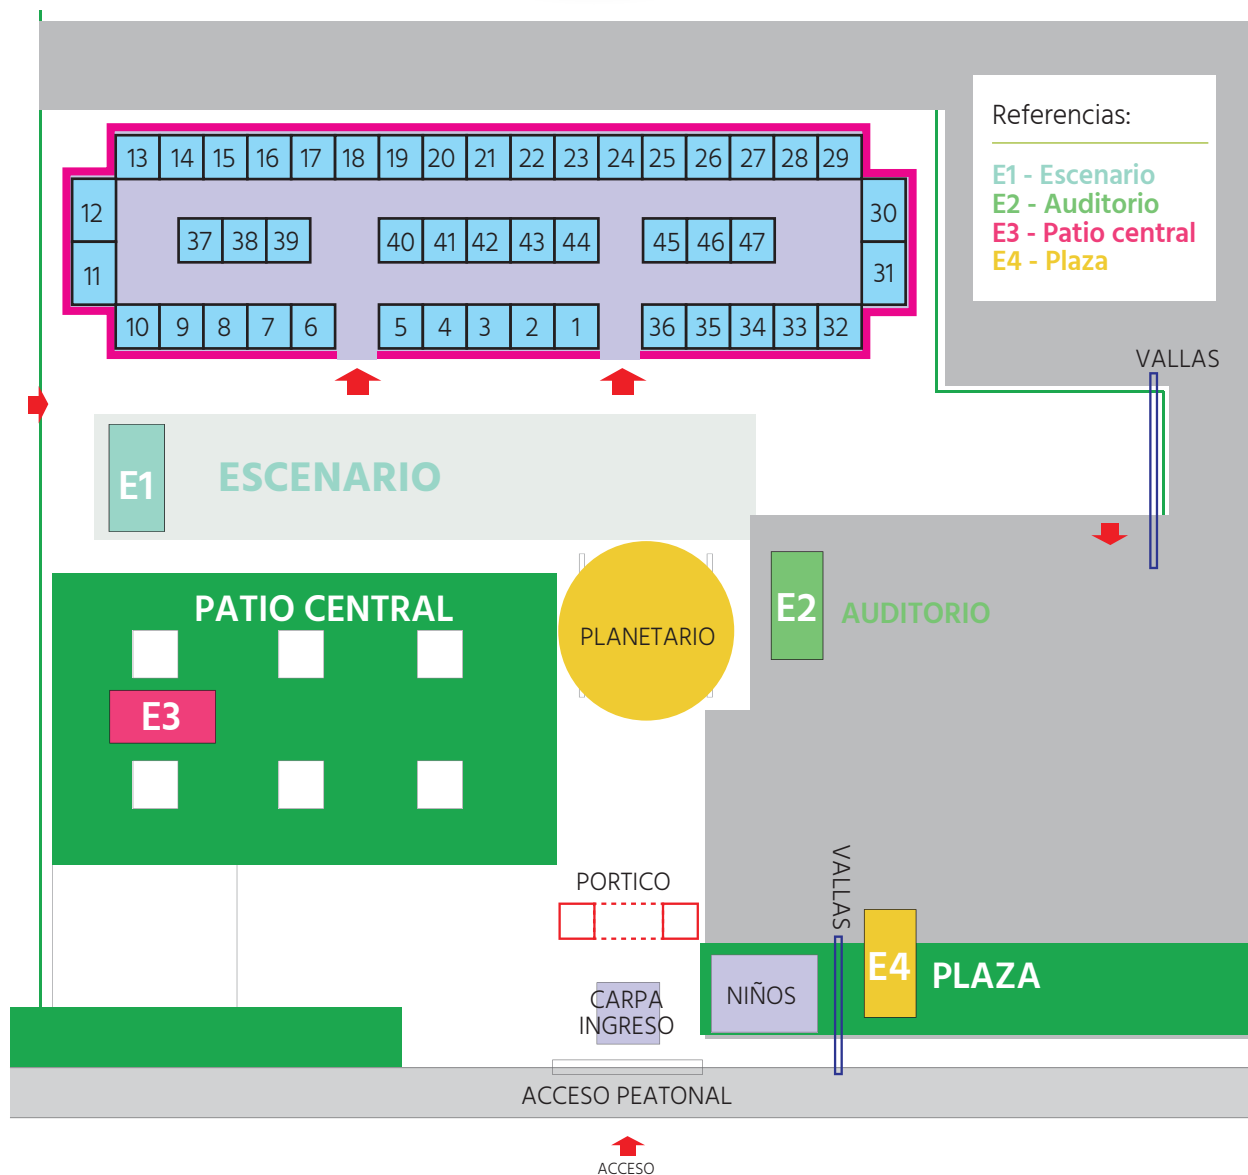 Referencias:
E1 - Escenario
E2 - Auditorio
E3 - Patio central
E4 - Plaza
13 14 15 16 17 18 19 20 21 22 23 24 25 26 27 28 29
12
30
37 38 39 40 41 42 43 44 45 46 47
11
31
10 9 8 7 6 5 4 3 2 1 36 35 34 33 32
VALLAS
E1
ESCENARIO
PATIO CENTRAL
PLANETARIO
E2
AUDITORIO
E3
PORTICO
VALLAS
E4
PLAZA
NIÑOS
CARPA
INGRESO
ACCESO PEATONAL
ACCESO